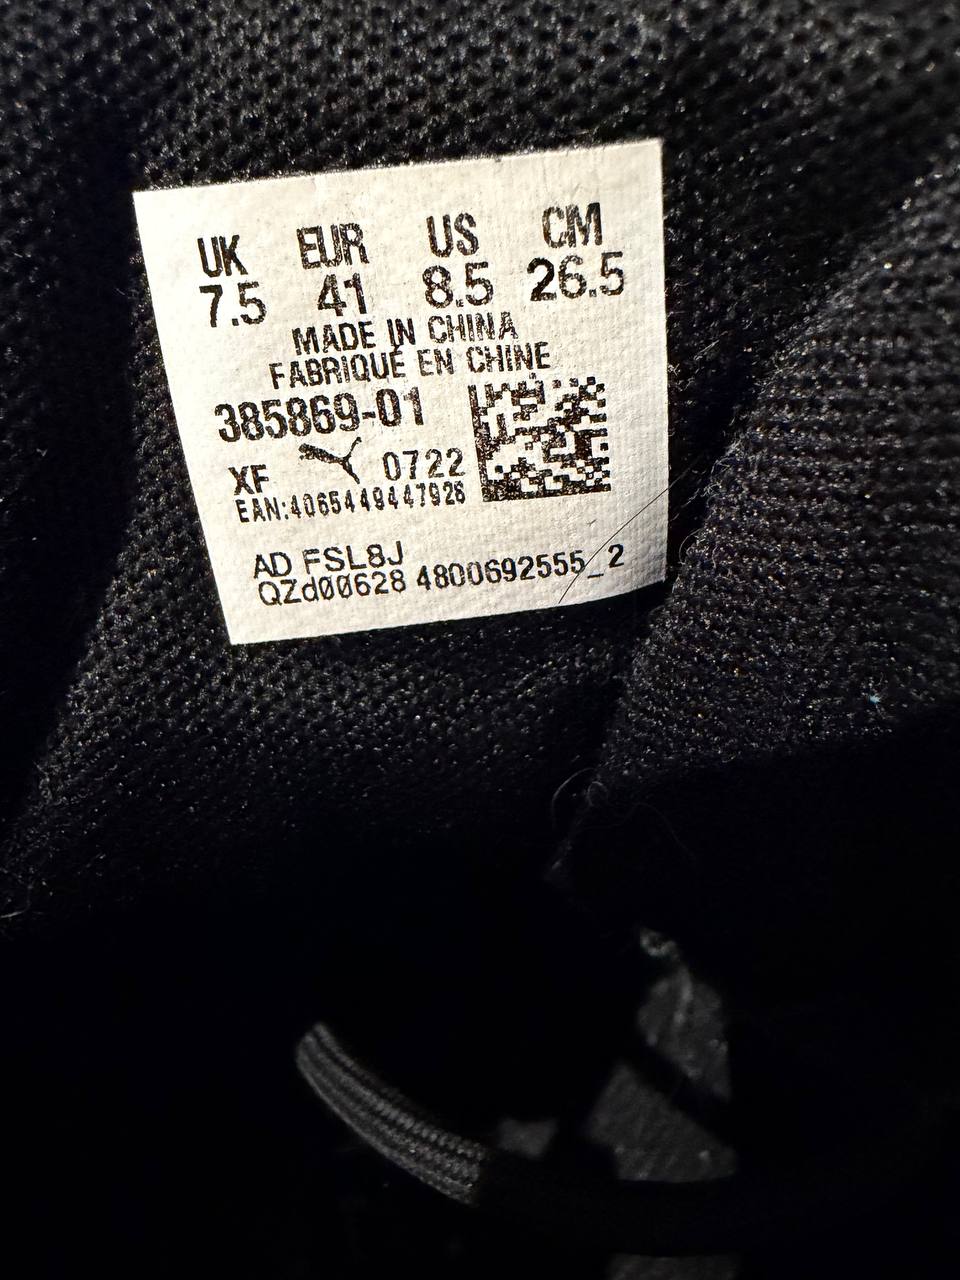 UK EUR US CM
7.5 41 8.5 26.5
MADE IN CHINA
FABRIQUÉ EN CHINE
385869-01
XF 0722
EAN:4065449447926
AD FSL8J
QZd00628 4800692555_2